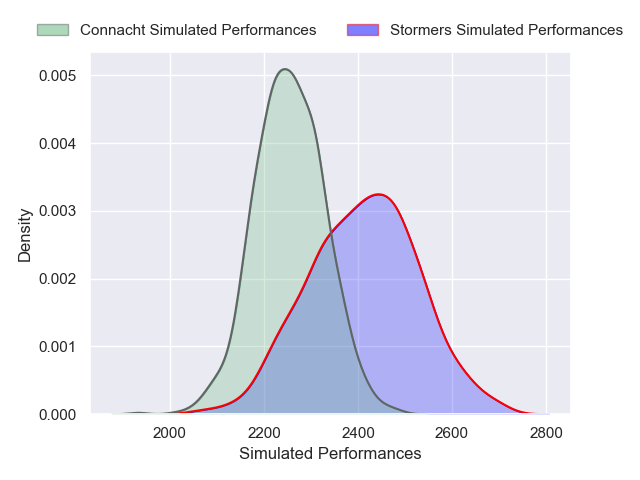 Connacht Simulated Performances Stormers Simulated Performances
0.005
0.004
0.003
0.002
0.001
0.000
Density
2000 2200 2400 2600 2800
Simulated Performances